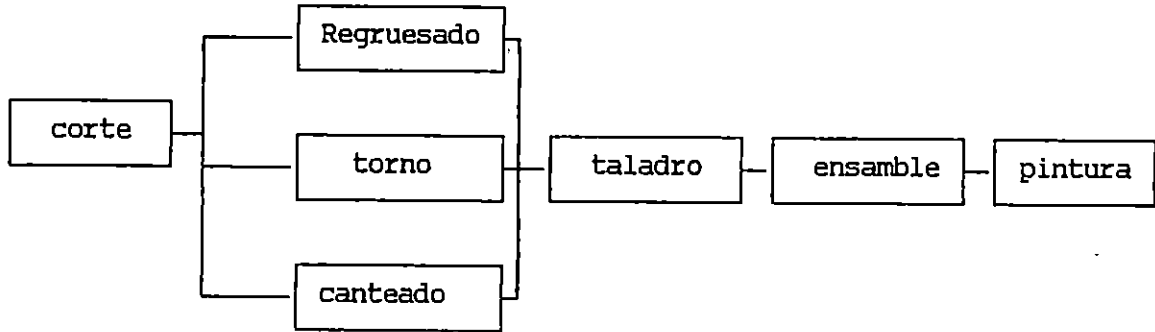 corte
Regruesado
torno
canteado
taladro
ensamble
pintura